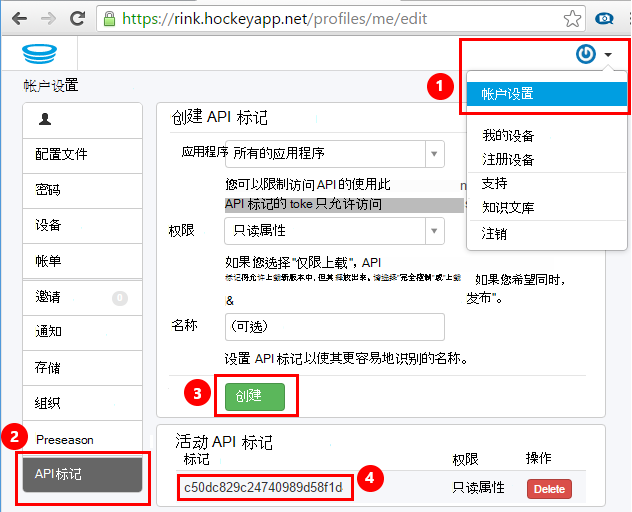 https://rink.hockeyapp.net/profiles/me/edit
帐户设置
1
帐户设置
我的设备
注册设备
支持
知识文库
注销
配置文件
密码
设备
帐单
邀请 0
通知
存储
组织
Preseason
2
API标记
创建 API 标记
应用程序 所有的应用程序
您可以限制访问 API 的使用此
API 标记的 toke 只允许访问
权限 只读属性
如果您选择"仅限上载", API
如果您希望同时,
发布"。
&
名称 (可选)
设置 API标记以使其更容易地识别的名称。
3
创建
活动 API 标记
标记 权限 操作
c50dc829c24740989d58f1d 只读属性 Delete
4